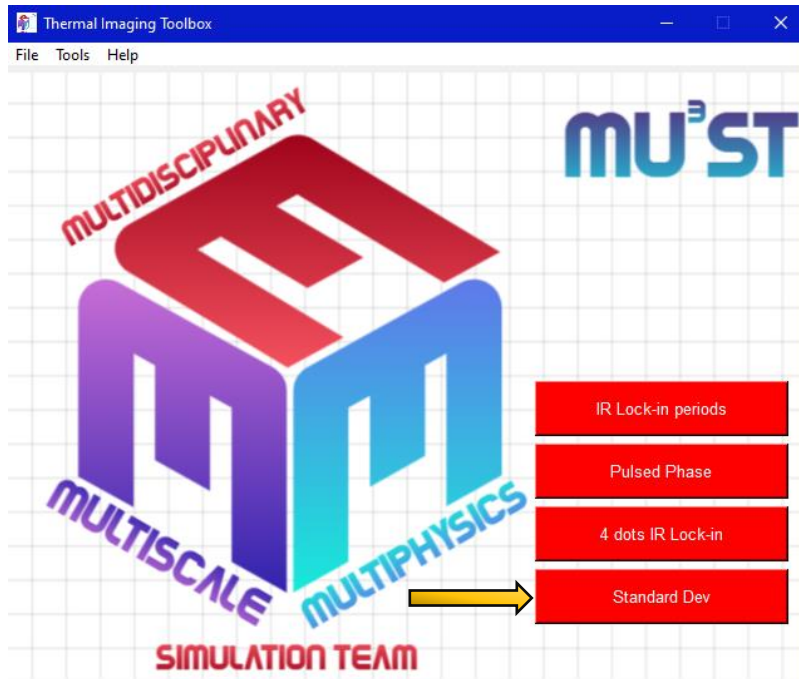 Thermal Imaging Toolbox
File Tools Help
MULTIDISCIPLINARY
MU³ST
IR Lock-in periods
Pulsed Phase
4 dots IR Lock-in
Standard Dev
MULTISCALE
MULTIPHYSICS
SIMULATION TEAM